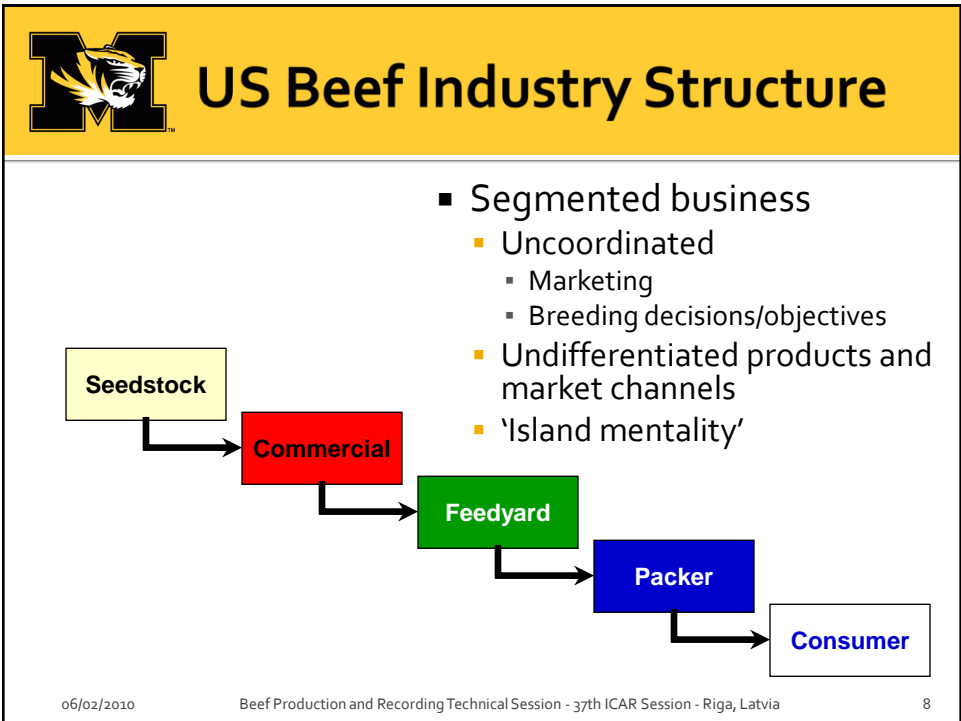 US Beef Industry Structure
Segmented business
Uncoordinated
Marketing
Breeding decisions/objectives
Undifferentiated products and
market channels
‘Island mentality’
Seedstock
Commercial
Feedyard
Packer
Consumer
06/02/2010
Beef Production and Recording Technical Session - 37th ICAR Session - Riga, Latvia
8
M
TM